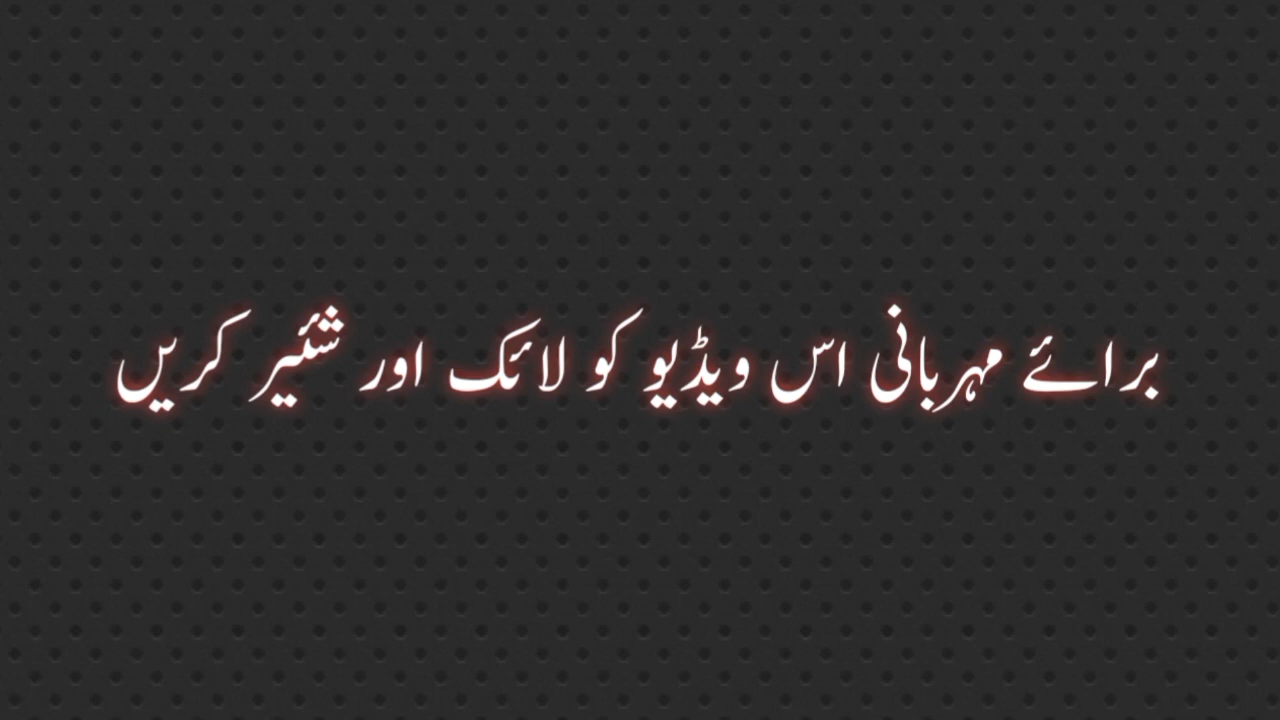 برائے مہربانی اس ویڈیو کو لائک اور شئیر کریں